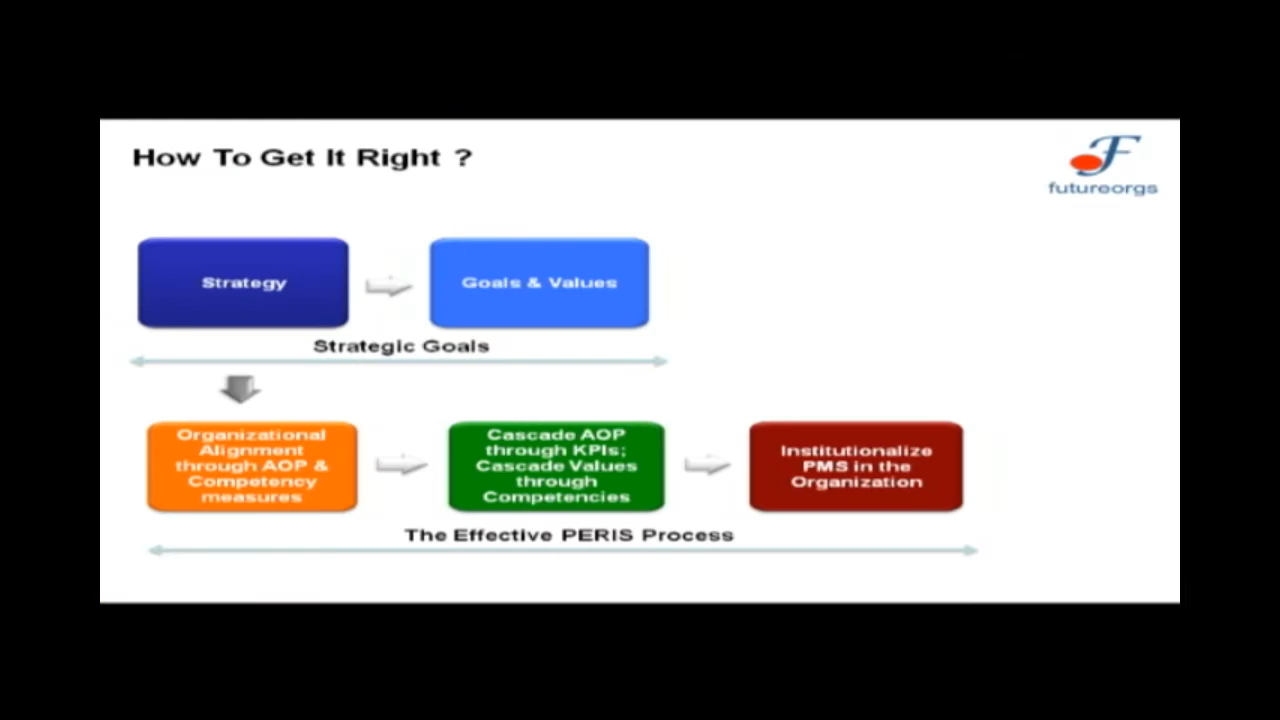 How To Get It Right ?
futureorgs
Strategy
Goals & Values
Strategic Goals
Organizational
Alignment
through AOP &
Competency
measures
Cascade AOP
through KPIs;
Cascade Values
through
Competencies
Institutionalize
PMS in the
Organization
The Effective PERIS Process